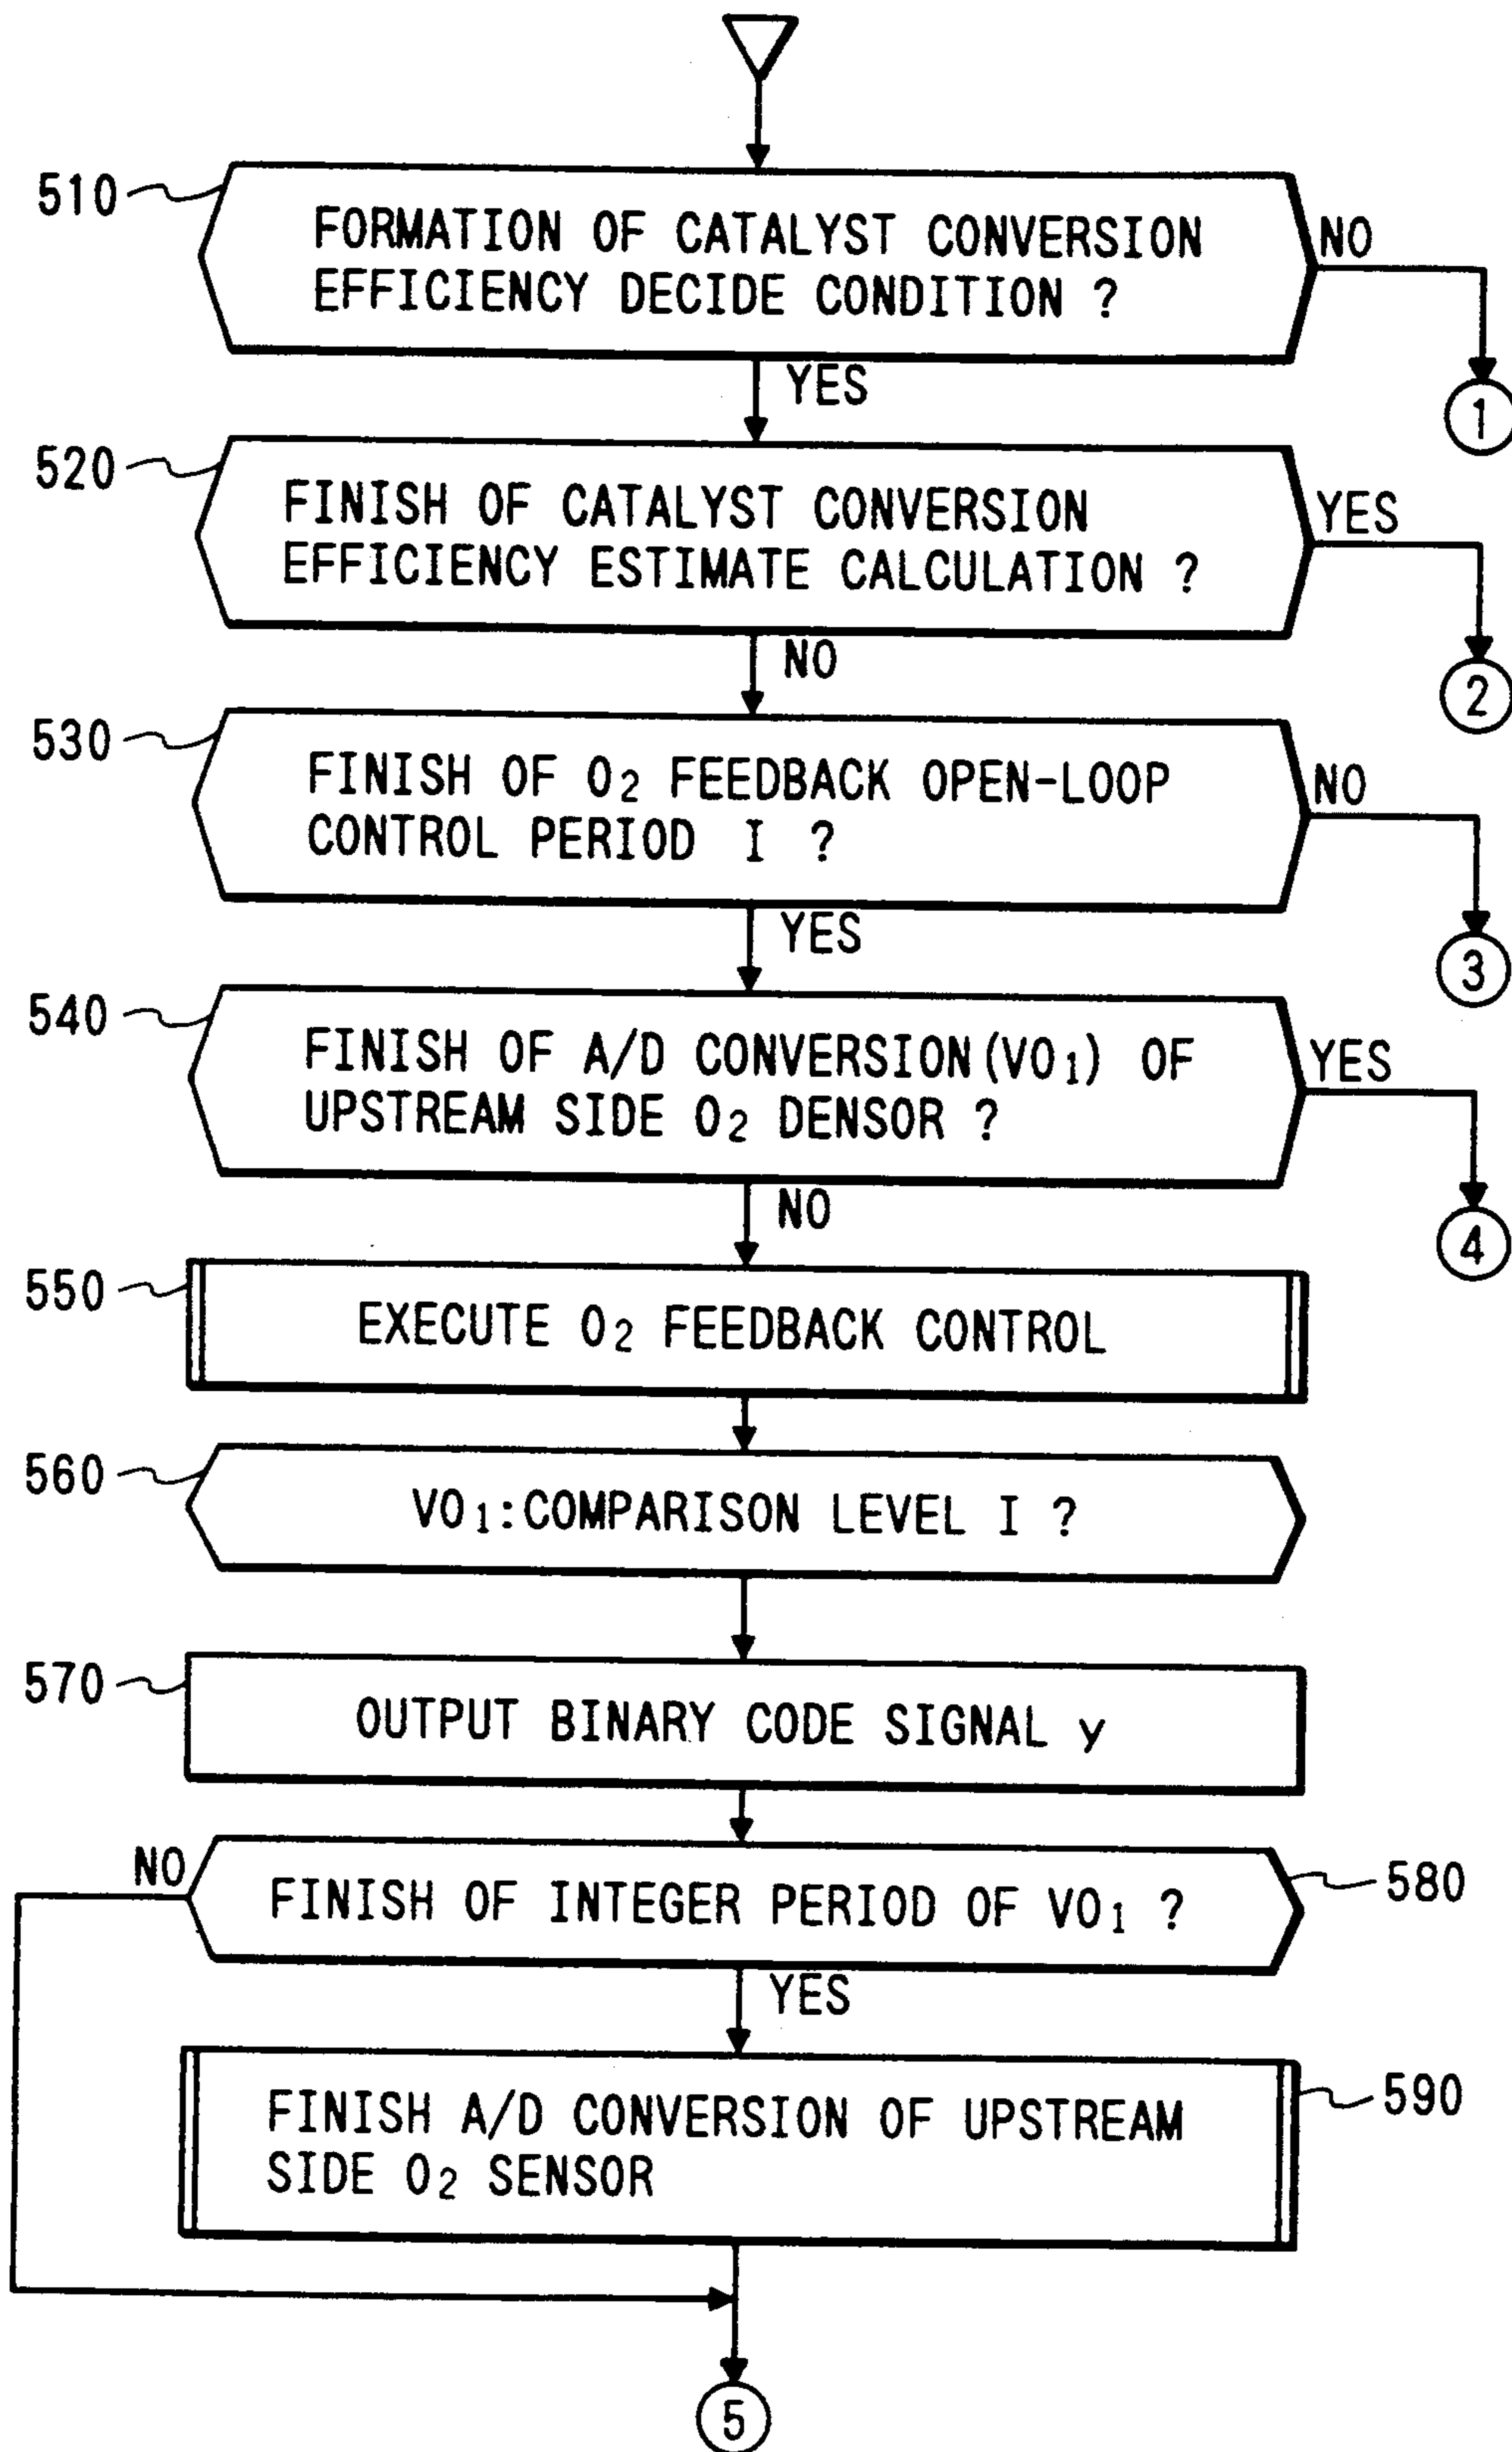 510
FORMATION OF CATALYST CONVERSION
EFFICIENCY DECIDE CONDITION ?
NO
1
YES
520
FINISH OF CATALYST CONVERSION
EFFICIENCY ESTIMATE CALCULATION ?
YES
2
NO
530
FINISH OF O₂ FEEDBACK OPEN-LOOP
CONTROL PERIOD I ?
NO
3
YES
540
FINISH OF A/D CONVERSION(VO₁) OF
UPSTREAM SIDE O₂ DENSOR ?
YES
4
NO
550
EXECUTE O₂ FEEDBACK CONTROL
560
VO₁:COMPARISON LEVEL I ?
570
OUTPUT BINARY CODE SIGNAL y
NO
FINISH OF INTEGER PERIOD OF VO₁ ?
580
YES
FINISH A/D CONVERSION OF UPSTREAM
SIDE O₂ SENSOR
590
5